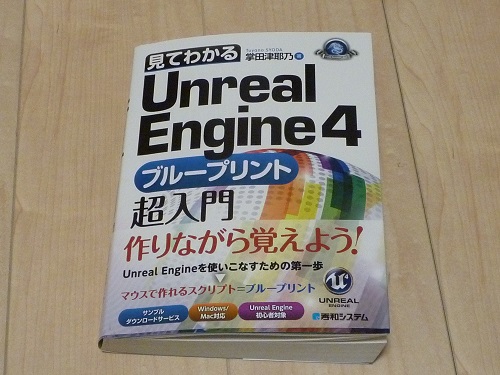 Tuyano SYODA
見てわかる
掌田津耶乃 著
Unreal
Engine 4
ブループリント
超入門
作りながら覚えよう!
Unreal Engineを使いこなすための第一歩
マウスで作れるスクリプト=ブループリント
サンプル
ダウンロードサービス
Windows/
Mac対応
Unreal Engine
初心者対象
UNREAL
ENGINE
秀和システム